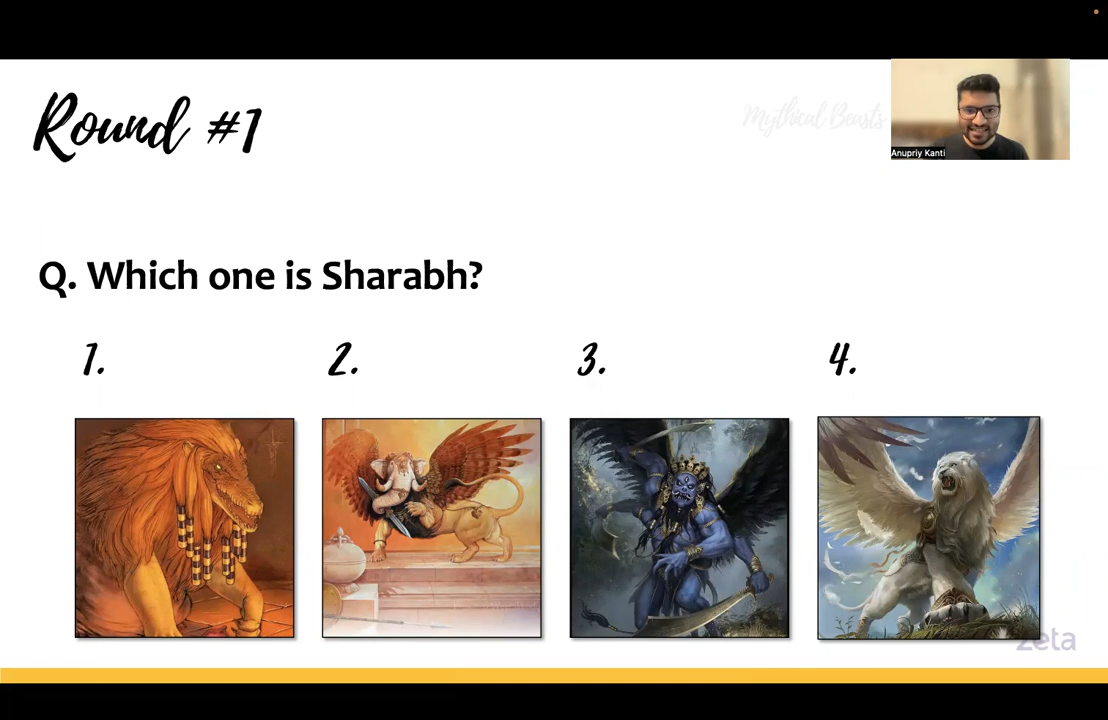 Round #1
Mythical Beasts
Anupriy Kanti
Q. Which one is Sharabh?
1.
2.
3.
4.
zeta